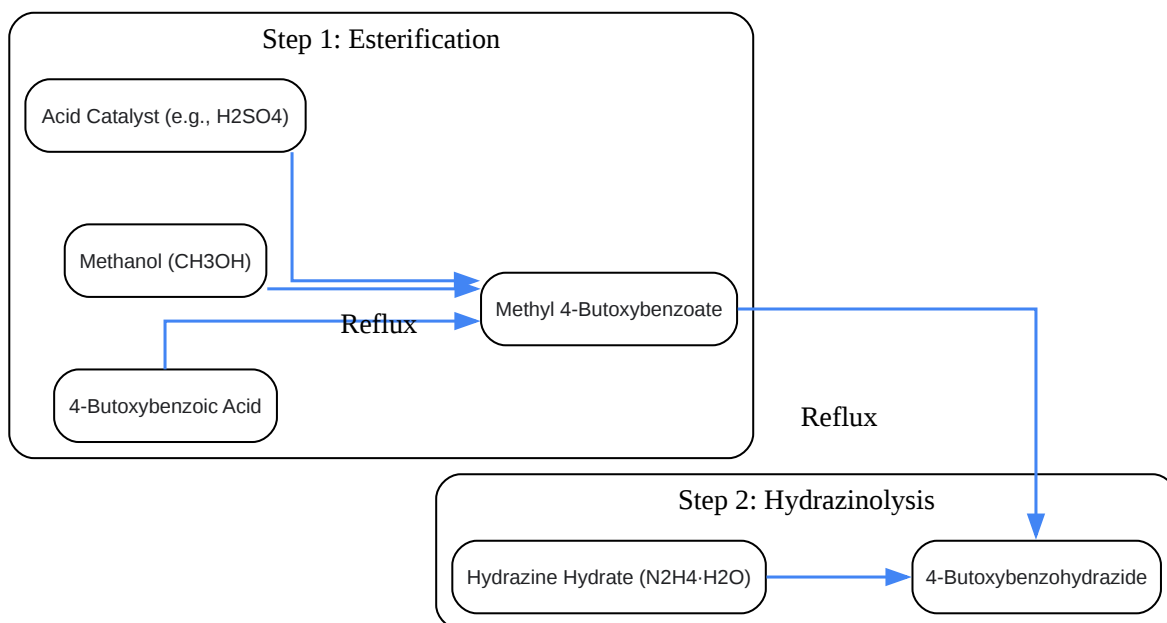 Step 1: Esterification
Acid Catalyst (e.g., H2SO4)
Methanol (CH3OH)
Methyl 4-Butoxybenzoate
Reflux
4-Butoxybenzoic Acid
Reflux
Step 2: Hydrazinolysis
Hydrazine Hydrate (N2H4·H2O)
4-Butoxybenzohydrazide